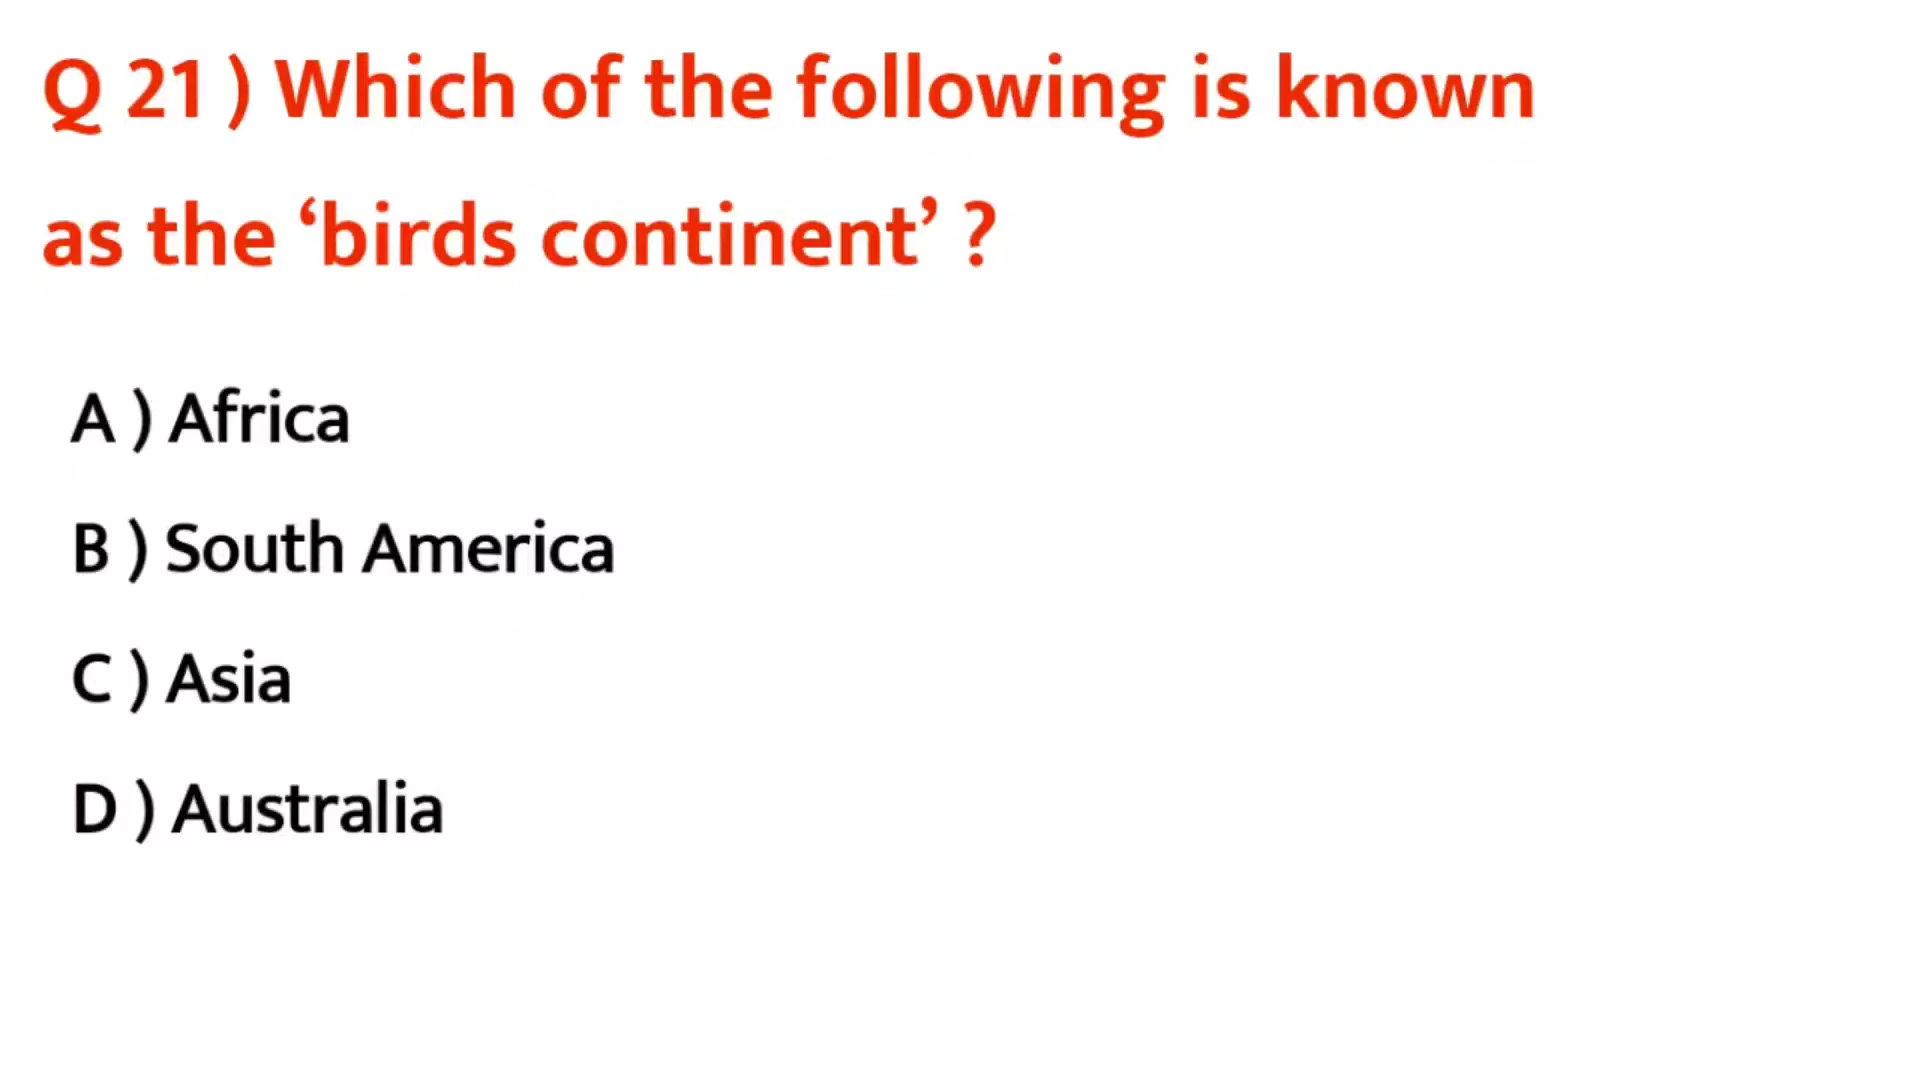 Q 21 ) Which of the following is known
as the ‘birds continent’ ?
A ) Africa
B ) South America
C ) Asia
D ) Australia